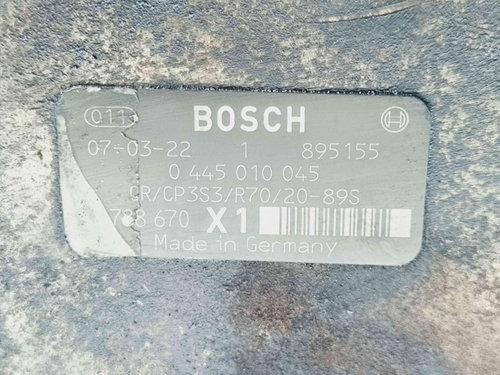 011 BOSCH
07-03-22 1 895155
0 445 010 045
CR/CP3S3/R70/20-89S
788 670 X1
Made in Germany